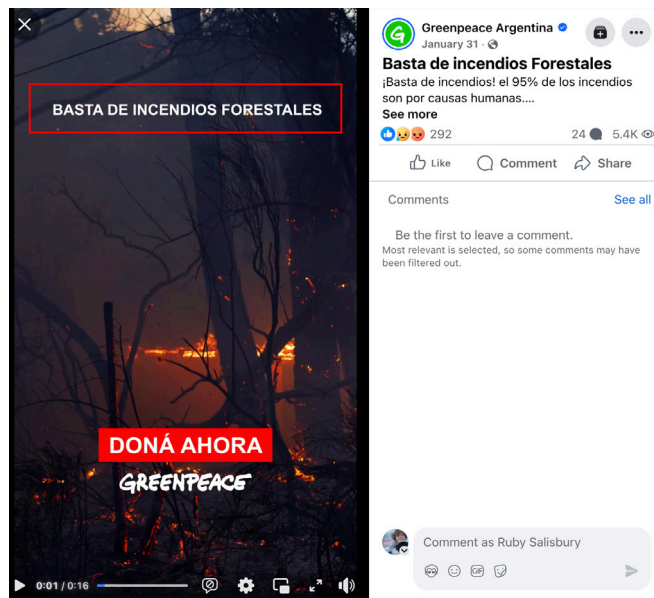 BASTA DE INCENDIOS FORESTALES
DONÁ AHORA
GREENPEACE
0:01 / 0:16
Greenpeace Argentina
January 31 ·
Basta de incendios Forestales
¡Basta de incendios! el 95% de los incendios
son por causas humanas....
See more
292
24
5.4K
Like
Comment
Share
Comments
See all
Be the first to leave a comment.
Most relevant is selected, so some comments may have
been filtered out.
Comment as Ruby Salisbury
GIF